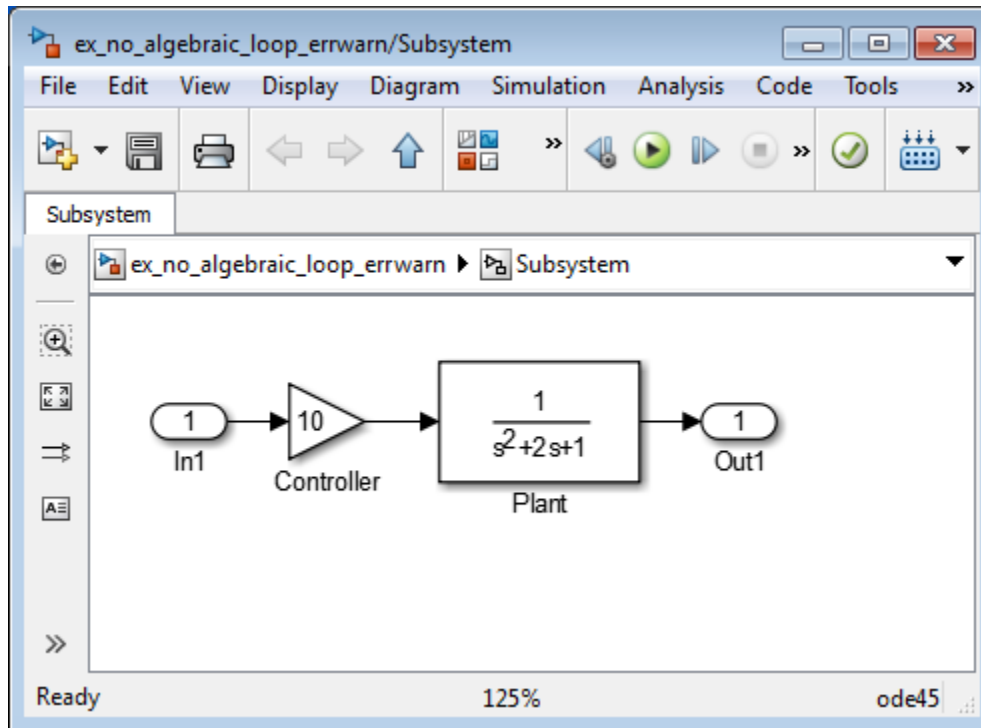 ex_no_algebraic_loop_errwarn/Subsystem
File Edit View Display Diagram Simulation Analysis Code Tools »
» »
Subsystem
ex_no_algebraic_loop_errwarn Subsystem
1
In1
10
Controller
1
s²+2s+1
Plant
1
Out1
A
»
Ready 125% ode45